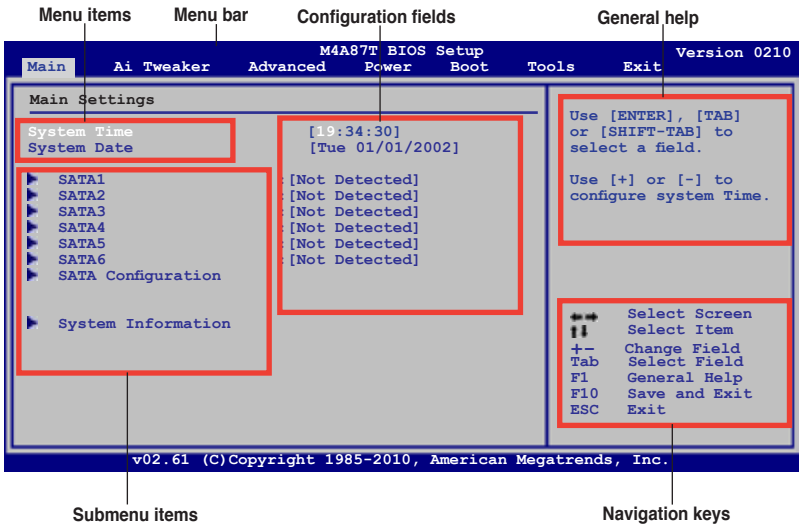 Menu items Menu bar Configuration fields General help
M4A87T BIOS Setup Version 0210
Main Ai Tweaker Advanced Power Boot Tools Exit
Main Settings
System Time [19:34:30]
System Date [Tue 01/01/2002]
SATA1 :[Not Detected]
SATA2 :[Not Detected]
SATA3 :[Not Detected]
SATA4 :[Not Detected]
SATA5 :[Not Detected]
SATA6 :[Not Detected]
SATA Configuration
System Information
Use [ENTER], [TAB]
or [SHIFT-TAB] to
select a field.
Use [+] or [-] to
configure system Time.
←→ Select Screen
↑↓ Select Item
+- Change Field
Tab Select Field
F1 General Help
F10 Save and Exit
ESC Exit
v02.61 (C)Copyright 1985-2010, American Megatrends, Inc.
Submenu items Navigation keys